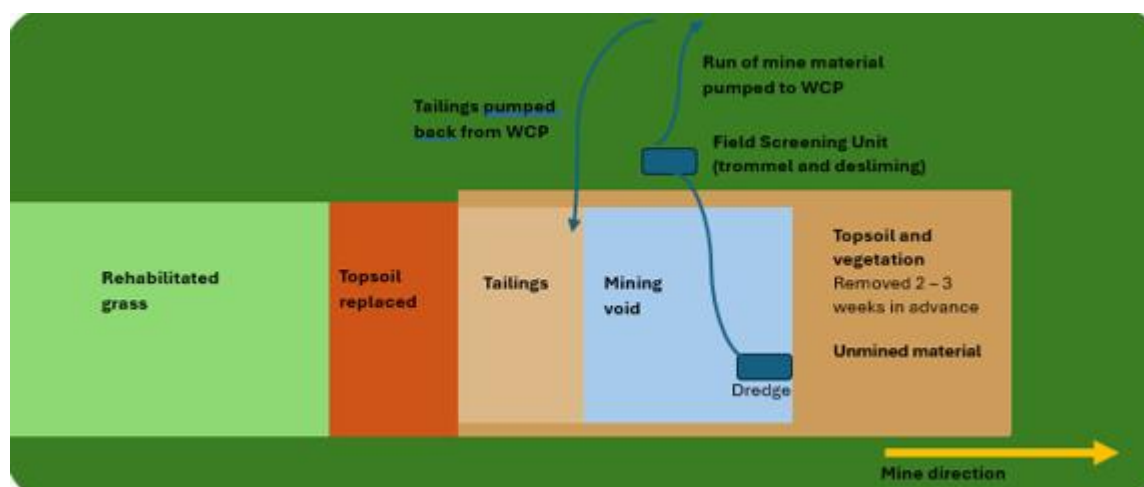 Run of mine material
pumped to WCP
Tailings pumped
back from WCP
Field Screening Unit
(trommel and desliming)
Rehabilitated
grass
Topsoil
replaced
Tailings
Mining
void
Topsoil and
vegetation
Removed 2 – 3
weeks in advance
Unmined material
Dredge
Mine direction